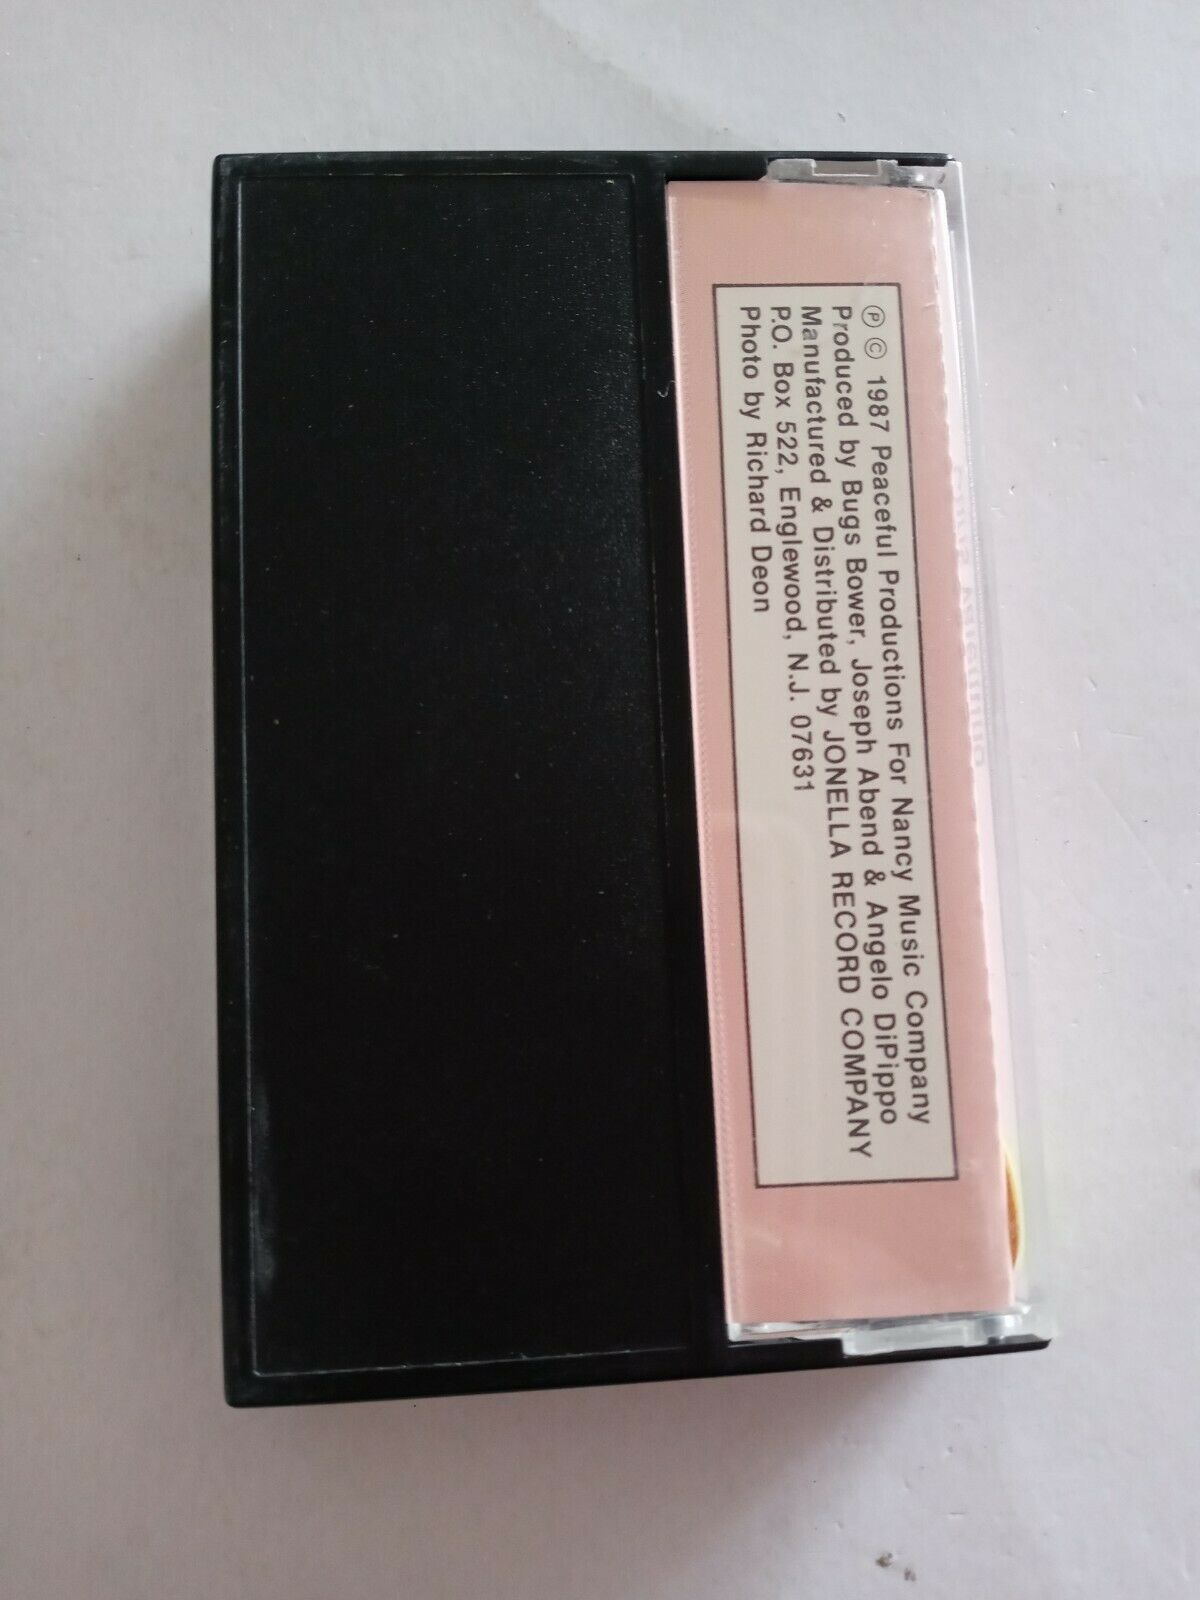 ℗ © 1987 Peaceful Productions For Nancy Music Company
Produced by Bugs Bower, Joseph Abend & Angelo DiPippo
Manufactured & Distributed by JONELLA RECORD COMPANY
P.O. Box 522, Englewood, N.J. 07631
Photo by Richard Deon